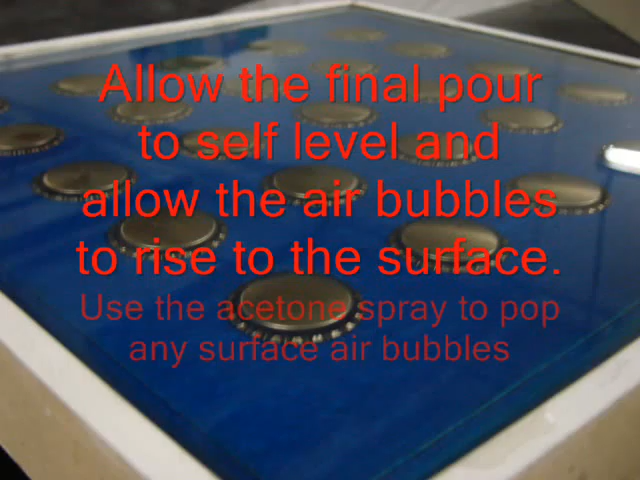 Allow the final pour
to self level and
allow the air bubbles
to rise to the surface.
Use the acetone spray to pop
any surface air bubbles